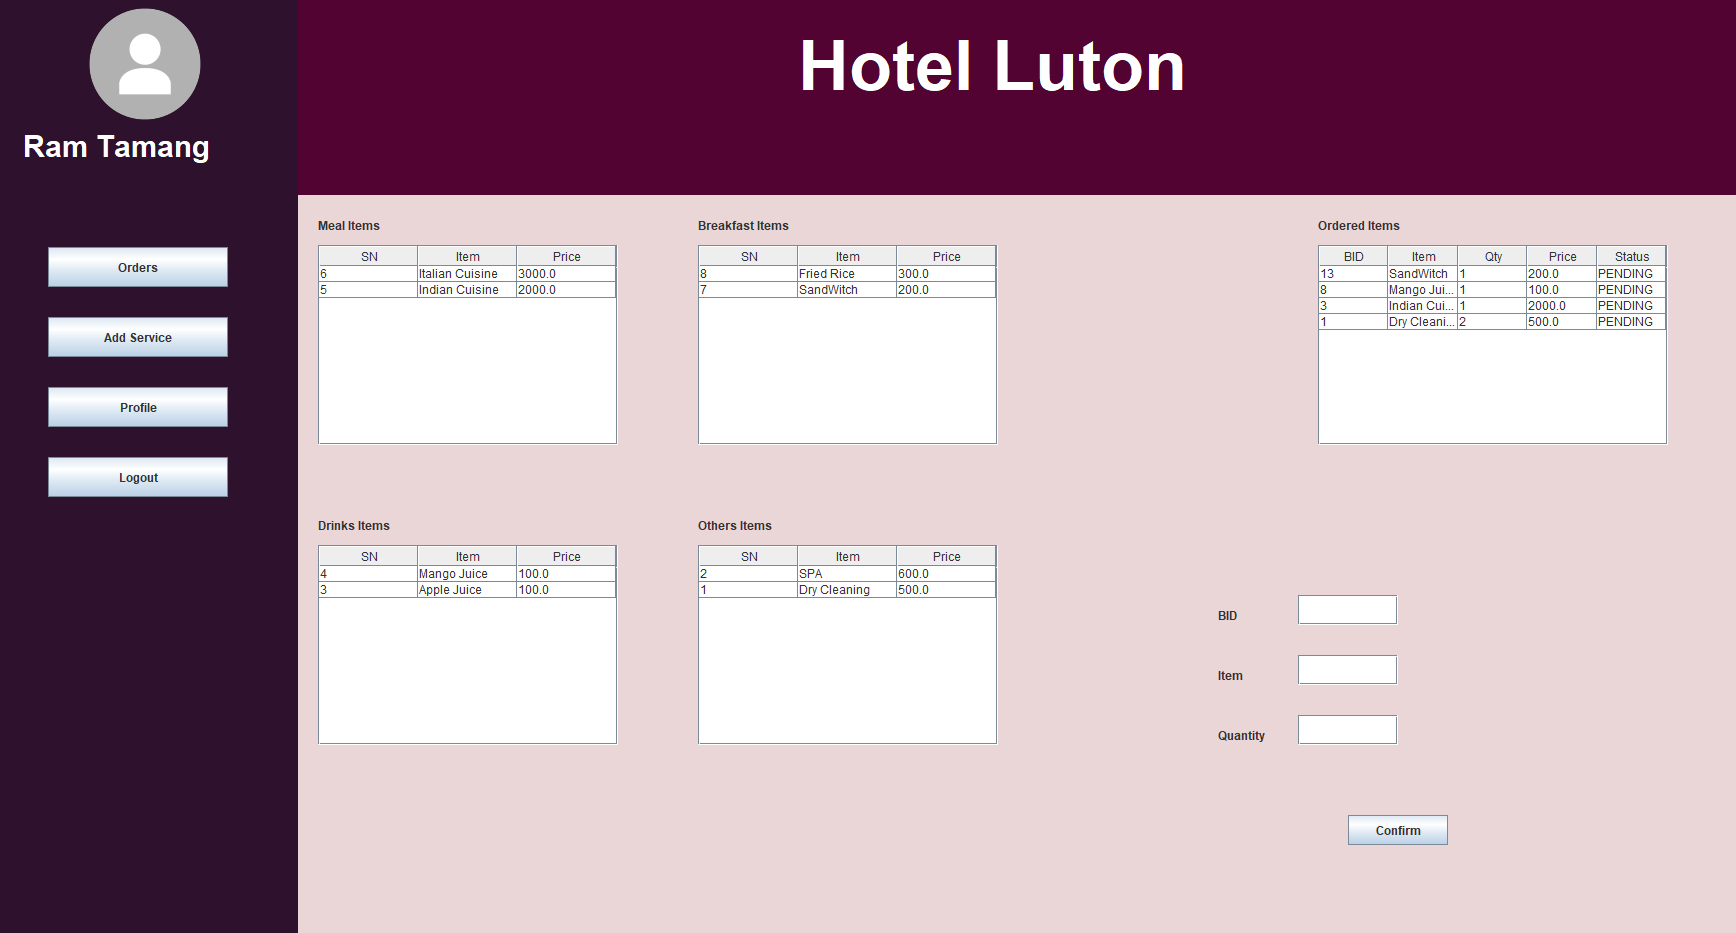 Hotel Luton
Ram Tamang
Orders
Add Service
Profile
Logout
Meal Items
SN Item Price
6 Italian Cuisine 3000.0
5 Indian Cuisine 2000.0
Breakfast Items
SN Item Price
8 Fried Rice 300.0
7 SandWitch 200.0
Ordered Items
BID Item Qty Price Status
13 SandWitch 1 200.0 PENDING
8 Mango Jui... 1 100.0 PENDING
3 Indian Cui... 1 2000.0 PENDING
1 Dry Cleani... 2 500.0 PENDING
Drinks Items
SN Item Price
4 Mango Juice 100.0
3 Apple Juice 100.0
Others Items
SN Item Price
2 SPA 600.0
1 Dry Cleaning 500.0
BID
Item
Quantity
Confirm